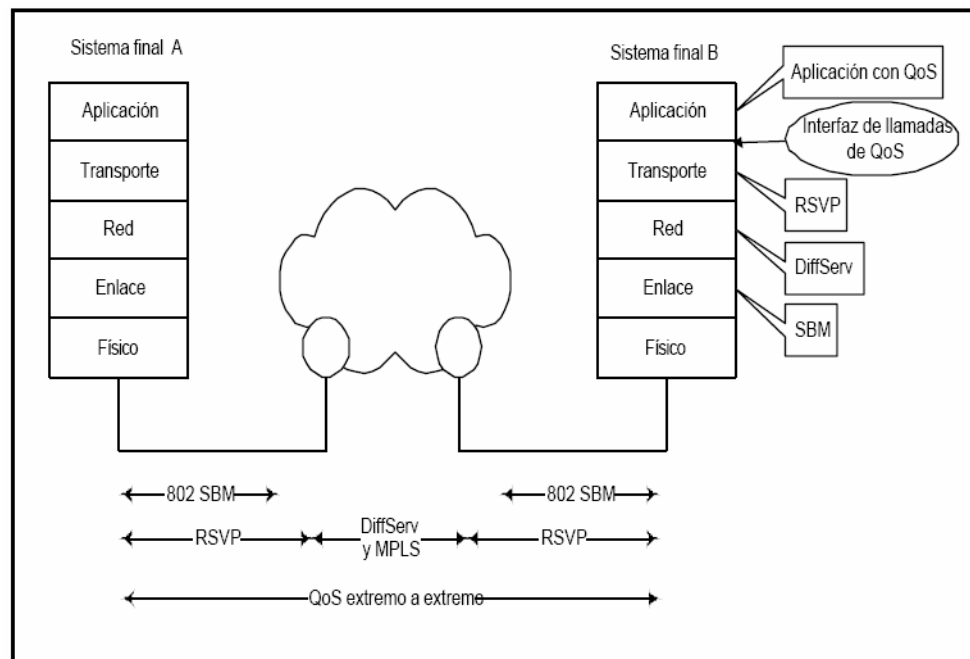 Sistema final A
Aplicación
Transporte
Red
Enlace
Físico
Sistema final B
Aplicación
Transporte
Red
Enlace
Físico
Aplicación con QoS
Interfaz de llamadas
de QoS
RSVP
DiffServ
SBM
802 SBM
802 SBM
RSVP
DiffServ
y MPLS
RSVP
QoS extremo a extremo